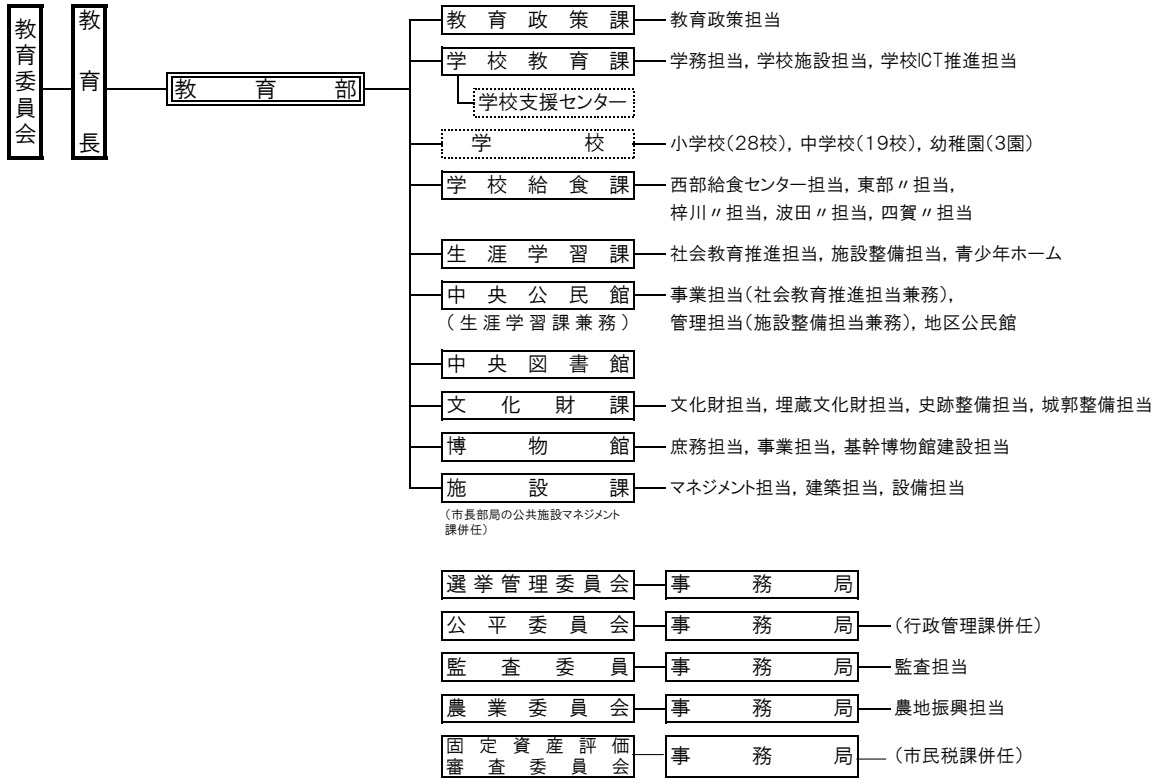 教育委員会
教育長
教育部
教育政策課 教育政策担当
学校教育課 学務担当，学校施設担当，学校ICT推進担当
学校支援センター
学校 小学校（28校），中学校（19校），幼稚園（3園）
学校給食課 西部給食センター担当，東部〃担当，
梓川〃担当，波田〃担当，四賀〃担当
生涯学習課 社会教育推進担当，施設整備担当，青少年ホーム
中央公民館 事業担当（社会教育推進担当兼務），
（生涯学習課兼務） 管理担当（施設整備担当兼務），地区公民館
中央図書館
文化財課 文化財担当，埋蔵文化財担当，史跡整備担当，城郭整備担当
博物館 庶務担当，事業担当，基幹博物館建設担当
施設課 マネジメント担当，建築担当，設備担当
（市長部局の公共施設マネジメント
課併任）
選挙管理委員会 事務局
公平委員会 事務局 （行政管理課併任）
監査委員 事務局 監査担当
農業委員会 事務局 農地振興担当
固定資産評価
審査委員会 事務局 （市民税課併任）